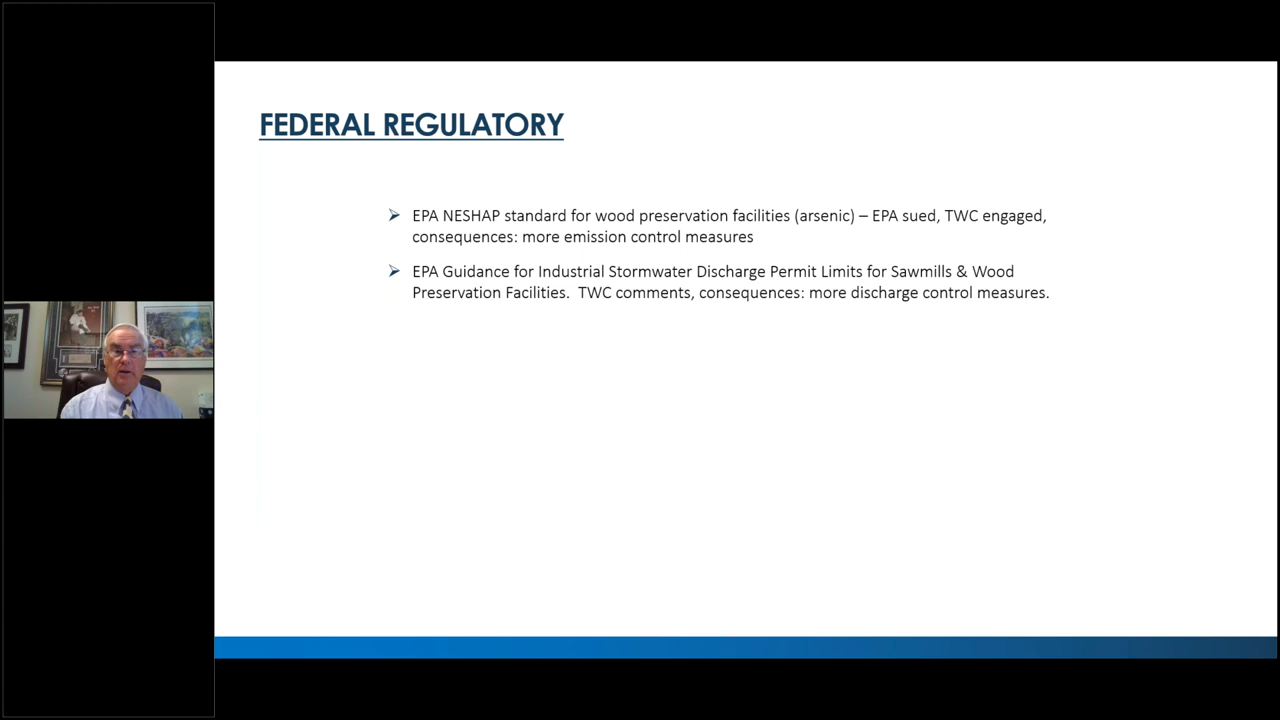 FEDERAL REGULATORY
➢ EPA NESHAP standard for wood preservation facilities (arsenic) – EPA sued, TWC engaged,
consequences: more emission control measures
➢ EPA Guidance for Industrial Stormwater Discharge Permit Limits for Sawmills & Wood
Preservation Facilities.  TWC comments, consequences: more discharge control measures.